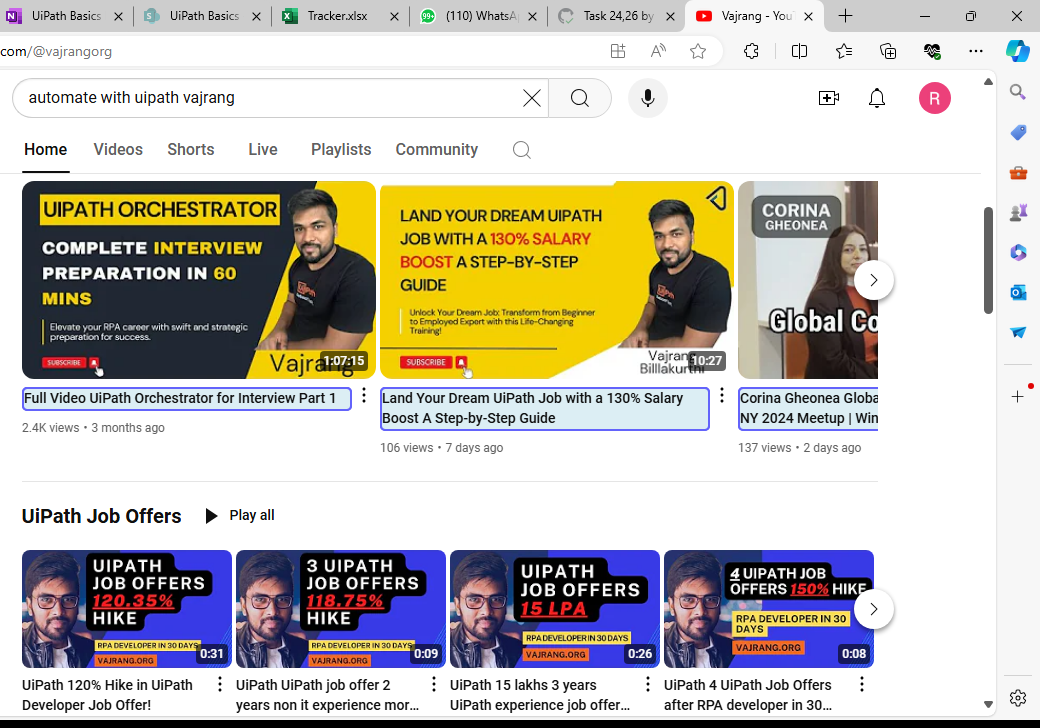 UiPath Basics
UiPath Basics
Tracker.xlsx
(110) WhatsA
Task 24,26 by
Vajrang - YouT
com/@vajrangorg
automate with uipath vajrang
R
Home
Videos
Shorts
Live
Playlists
Community
UIPATH ORCHESTRATOR
COMPLETE INTERVIEW
PREPARATION IN 60
MINS
Elevate your RPA career with swift and strategic
preparation for success.
SUBSCRIBE
Vajrang
1:07:15
LAND YOUR DREAM UIPATH
JOB WITH A 130% SALARY
BOOST A STEP-BY-STEP
GUIDE
Unlock Your Dream Job: Transform from Beginner
to Employed Expert with this Life-Changing
Training!
SUBSCRIBE
Vajrang
Billlakurthi
10:27
CORINA
GHEONEA
Global Co
Full Video UiPath Orchestrator for Interview Part 1
2.4K views • 3 months ago
Land Your Dream UiPath Job with a 130% Salary
Boost A Step-by-Step Guide
106 views • 7 days ago
Corina Gheonea Globa
NY 2024 Meetup | Win
137 views • 2 days ago
UiPath Job Offers
Play all
UIPATH
JOB OFFERS
120.35%
HIKE
RPA DEVELOPER IN 30 DAYS
VAJRANG.ORG
0:31
3 UIPATH
JOB OFFERS
118.75%
HIKE
RPA DEVELOPER IN 30 DAYS
VAJRANG.ORG
0:09
UIPATH
JOB OFFERS
15 LPA
RPA DEVELOPER IN 30 DAYS
VAJRANG.ORG
0:26
4 UIPATH JOB
OFFERS 150% HIKE
RPA DEVELOPER IN 30
DAYS
VAJRANG.ORG
0:08
UiPath 120% Hike in UiPath
Developer Job Offer!
UiPath UiPath job offer 2
years non it experience mor...
UiPath 15 lakhs 3 years
UiPath experience job offer...
UiPath 4 UiPath Job Offers
after RPA developer in 30...